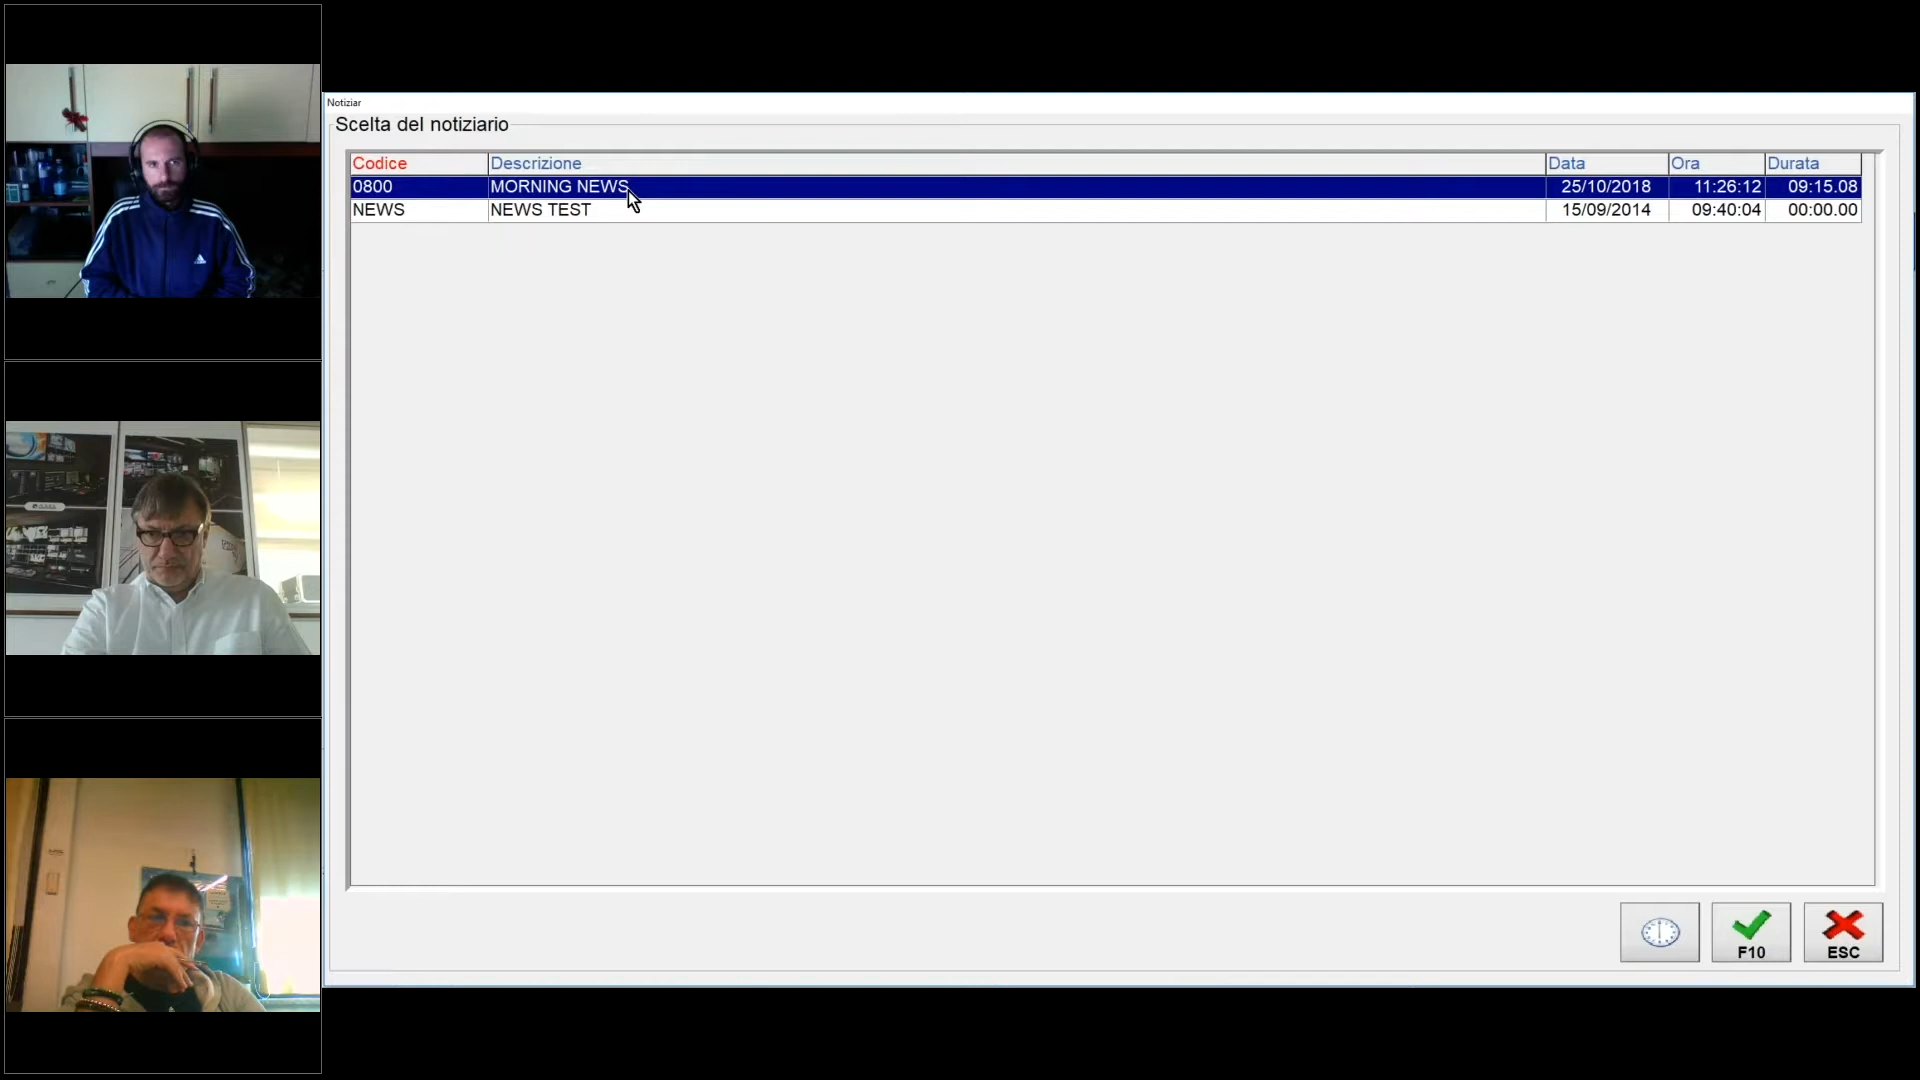 Notiziar
Scelta del notiziario
Codice Descrizione Data Ora Durata
0800 MORNING NEWS 25/10/2018 11:26:12 09:15.08
NEWS NEWS TEST 15/09/2014 09:40:04 00:00.00
F10 ESC